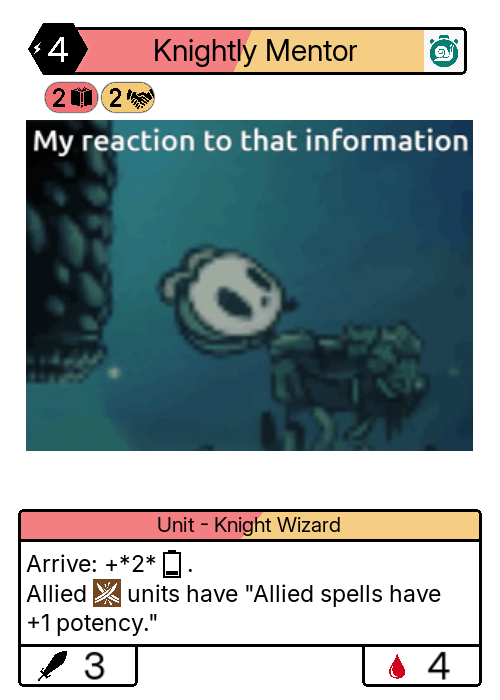 4 Knightly Mentor
2 2
My reaction to that information
Unit - Knight Wizard
Arrive: +*2* .
Allied units have "Allied spells have
+1 potency."
3 4